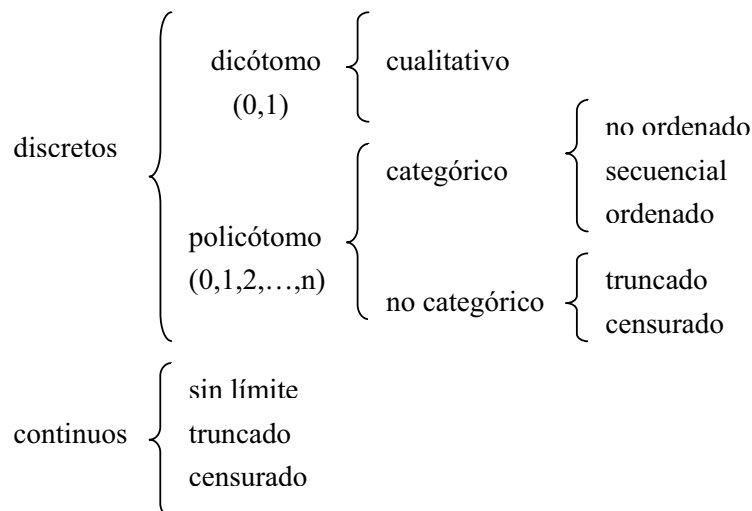 discretos
dicótomo
(0,1)
cualitativo
policótomo
(0,1,2,…,n)
categórico
no ordenado
secuencial
ordenado
no categórico
truncado
censurado
continuos
sin límite
truncado
censurado